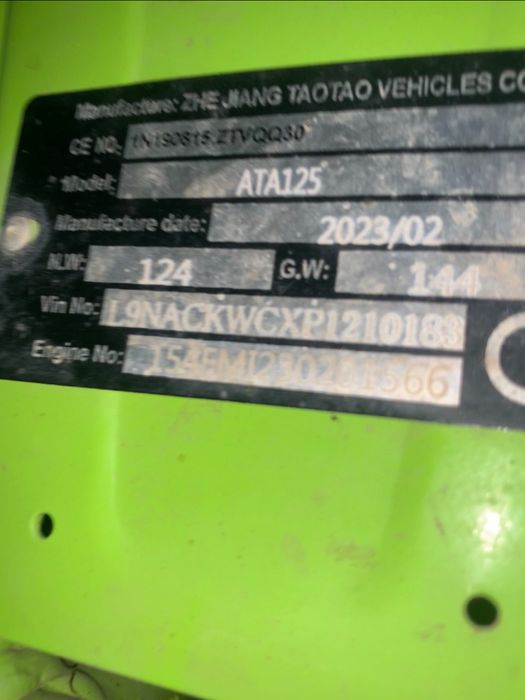 Manufacture: ZHE JIANG TAOTAO VEHICLES CO
CE NO: 1N190815.ZTVQQ30
Model: ATA125
Manufacture date: 2023/02
N.W: 124 G.W: 144
Vin No: L9NACKWCXP1210183
Engine No: